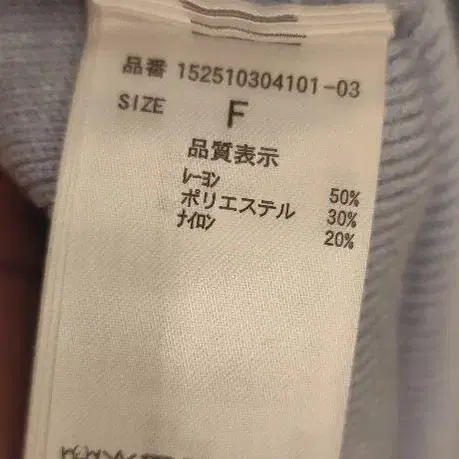 品番 152510304101-03
SIZE F
品質表示
レーヨン 50%
ポリエステル 30%
ナイロン 20%